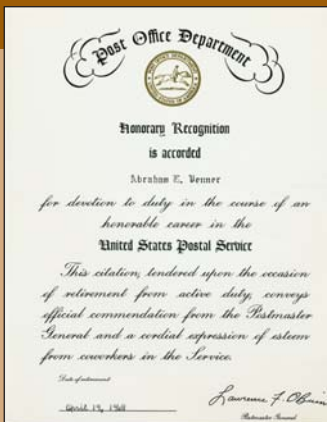 Post Office Department
Honorary Recognition
is accorded
Abraham E. Wenner
for devotion to duty in the course of an
honorable career in the
United States Postal Service
This citation, tendered upon the occasion
of retirement from active duty, conveys
official commendation from the Postmaster
General and a cordial expression of esteem
from coworkers in the Service.
Date of retirement
April 19, 1968
Lawrence F. O'Brien
Postmaster General